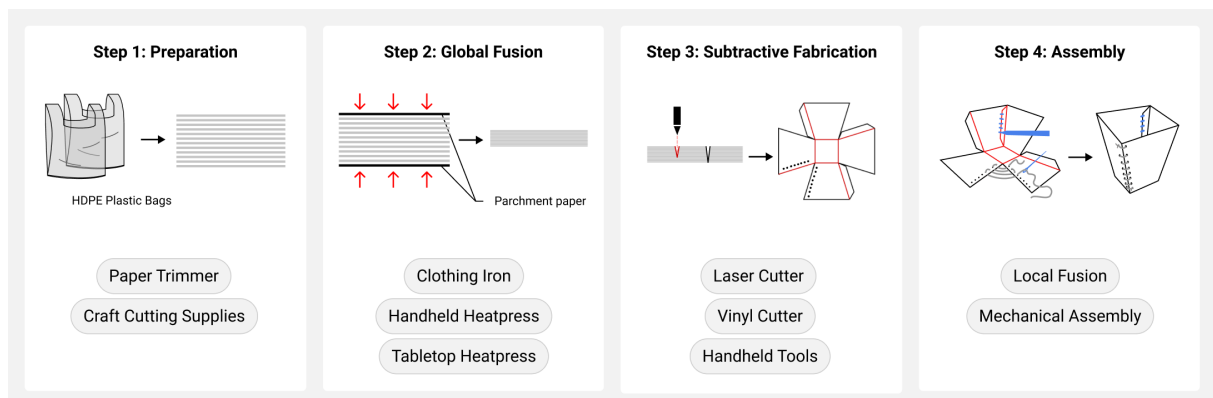 Step 1: Preparation
HDPE Plastic Bags
Paper Trimmer
Craft Cutting Supplies
Step 2: Global Fusion
Parchment paper
Clothing Iron
Handheld Heatpress
Tabletop Heatpress
Step 3: Subtractive Fabrication
Laser Cutter
Vinyl Cutter
Handheld Tools
Step 4: Assembly
Local Fusion
Mechanical Assembly